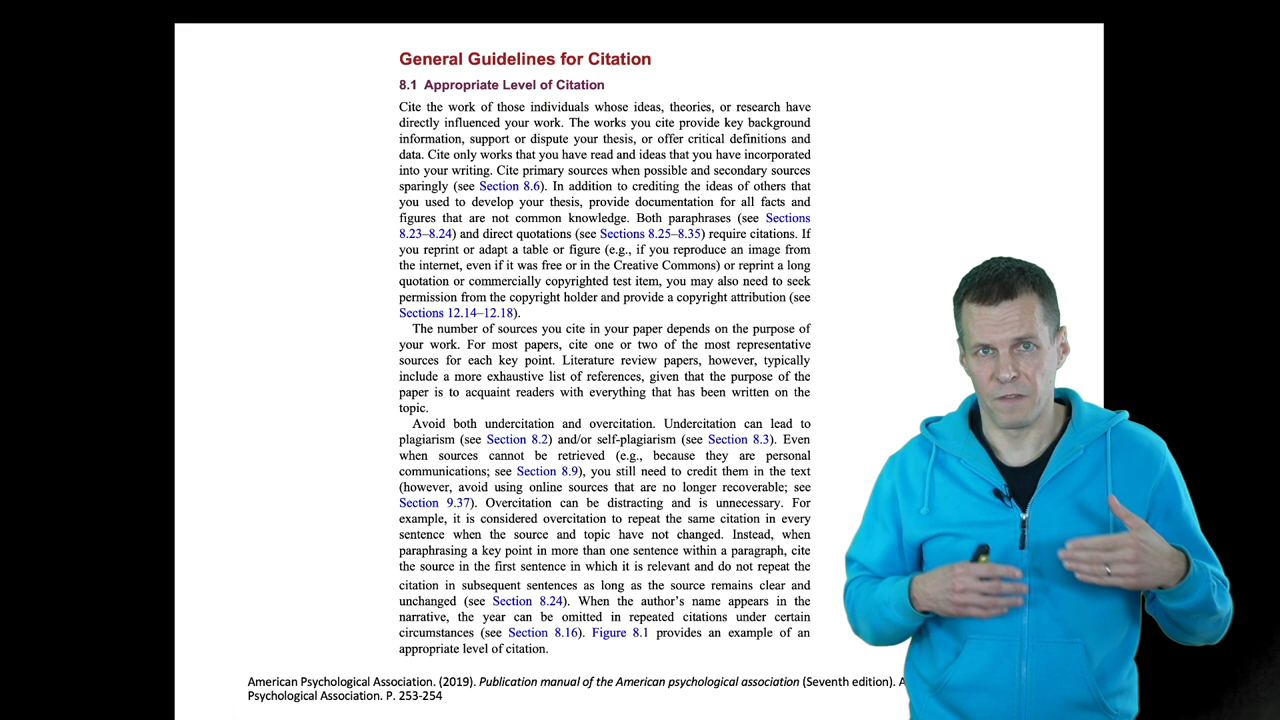 General Guidelines for Citation
8.1 Appropriate Level of Citation
Cite the work of those individuals whose ideas, theories, or research have
directly influenced your work. The works you cite provide key background
information, support or dispute your thesis, or offer critical definitions and
data. Cite only works that you have read and ideas that you have incorporated
into your writing. Cite primary sources when possible and secondary sources
sparingly (see Section 8.6). In addition to crediting the ideas of others that
you used to develop your thesis, provide documentation for all facts and
figures that are not common knowledge. Both paraphrases (see Sections
8.23–8.24) and direct quotations (see Sections 8.25–8.35) require citations. If
you reprint or adapt a table or figure (e.g., if you reproduce an image from
the internet, even if it was free or in the Creative Commons) or reprint a long
quotation or commercially copyrighted test item, you may also need to seek
permission from the copyright holder and provide a copyright attribution (see
Sections 12.14–12.18).
The number of sources you cite in your paper depends on the purpose of
your work. For most papers, cite one or two of the most representative
sources for each key point. Literature review papers, however, typically
include a more exhaustive list of references, given that the purpose of the
paper is to acquaint readers with everything that has been written on the
topic.
Avoid both undercitation and overcitation. Undercitation can lead to
plagiarism (see Section 8.2) and/or self-plagiarism (see Section 8.3). Even
when sources cannot be retrieved (e.g., because they are personal
communications; see Section 8.9), you still need to credit them in the text
(however, avoid using online sources that are no longer recoverable; see
Section 9.37). Overcitation can be distracting and is unnecessary. For
example, it is considered overcitation to repeat the same citation in every
sentence when the source and topic have not changed. Instead, when
paraphrasing a key point in more than one sentence within a paragraph, cite
the source in the first sentence in which it is relevant and do not repeat the
citation in subsequent sentences as long as the source remains clear and
unchanged (see Section 8.24). When the author's name appears in the
narrative, the year can be omitted in repeated citations under certain
circumstances (see Section 8.16). Figure 8.1 provides an example of an
appropriate level of citation.
American Psychological Association. (2019). Publication manual of the American psychological association (Seventh edition). A
Psychological Association. P. 253-254